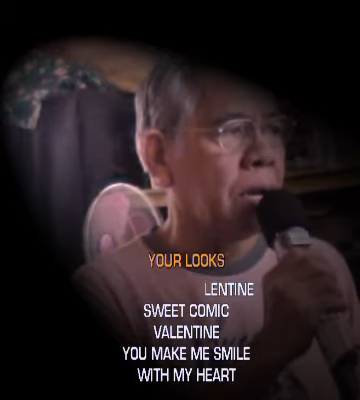 YOUR LOOKS
LENTINE
SWEET COMIC
VALENTINE
YOU MAKE ME SMILE
WITH MY HEART